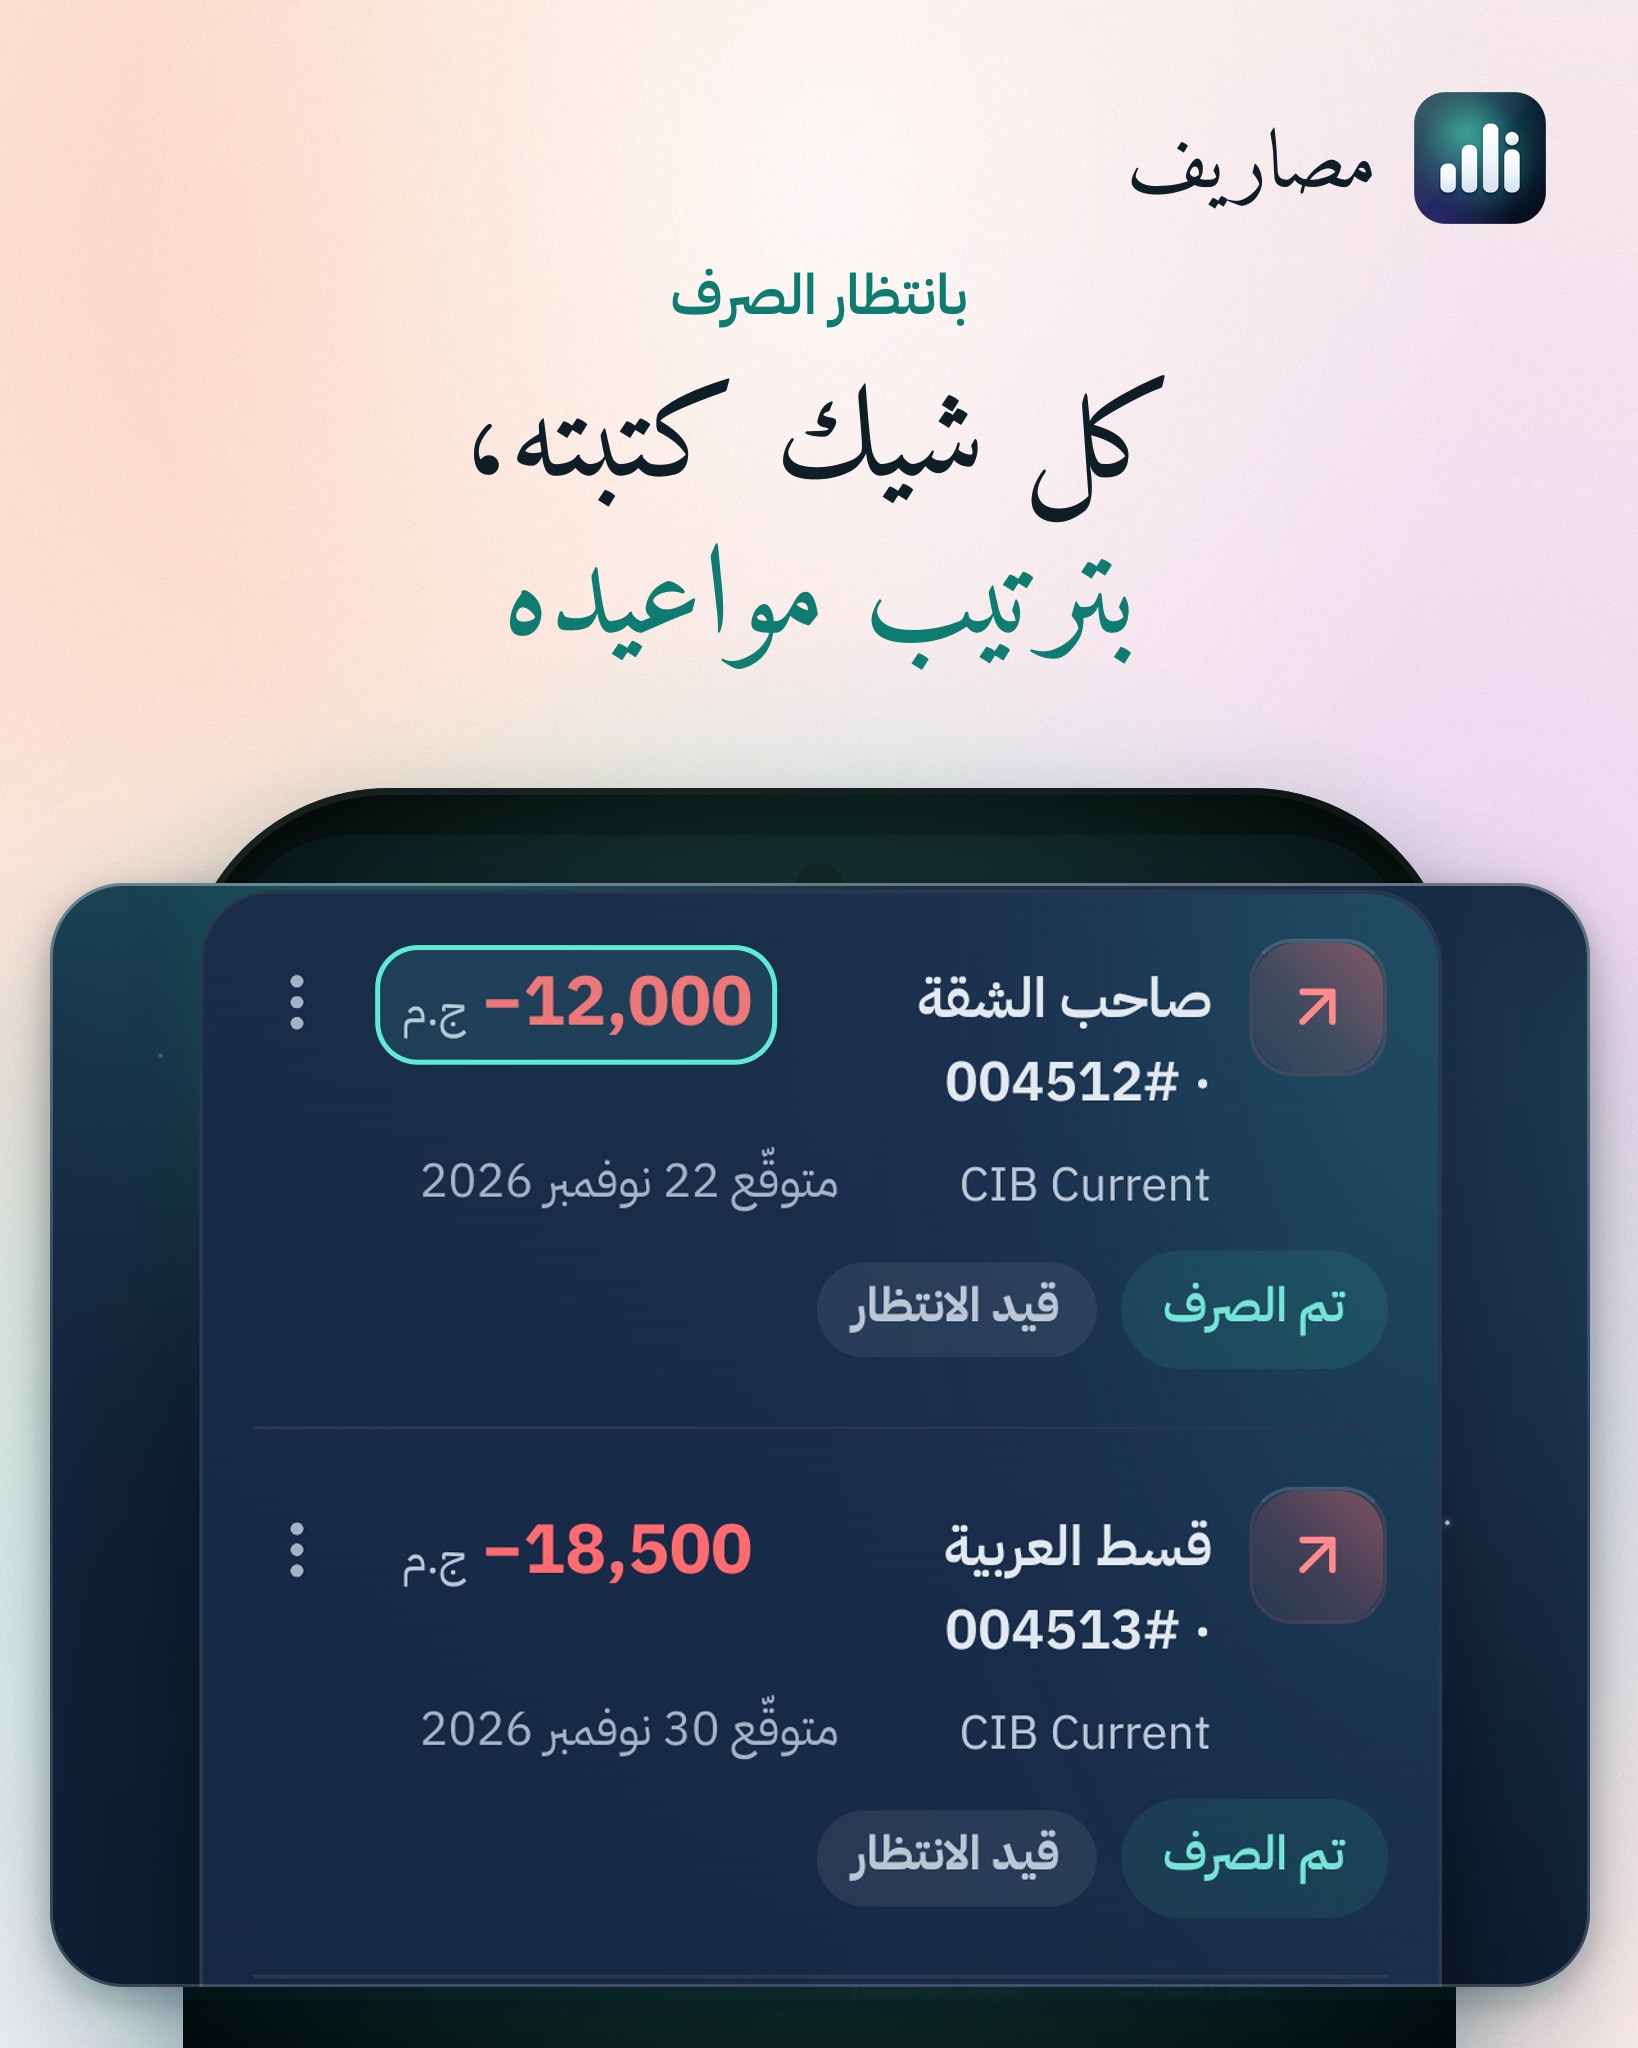 مصاريف
بانتظار الصرف
كل شيك كتبته،
بترتيب مواعيده
صاحب الشقة
· #004512
−12,000 ج.م
CIB Current
متوقّع 22 نوفمبر 2026
تم الصرف
قيد الانتظار
قسط العربية
· #004513
−18,500 ج.م
CIB Current
متوقّع 30 نوفمبر 2026
تم الصرف
قيد الانتظار